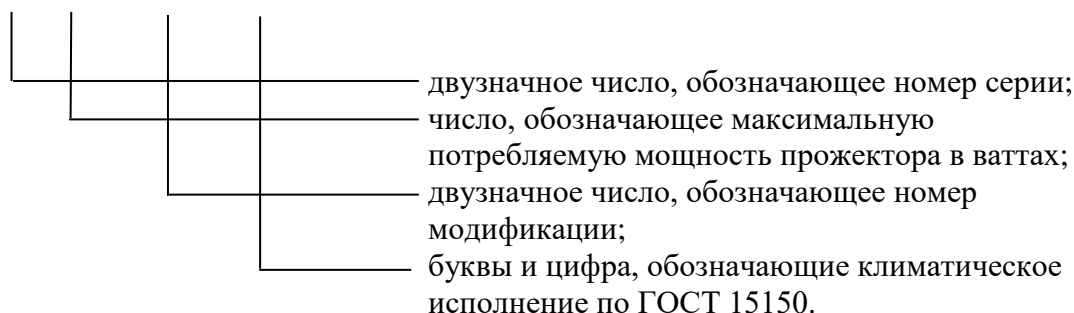 двузначное число, обозначающее номер серии;
число, обозначающее максимальную
потребляемую мощность прожектора в ваттах;
двузначное число, обозначающее номер
модификации;
буквы и цифра, обозначающие климатическое
исполнение по ГОСТ 15150.